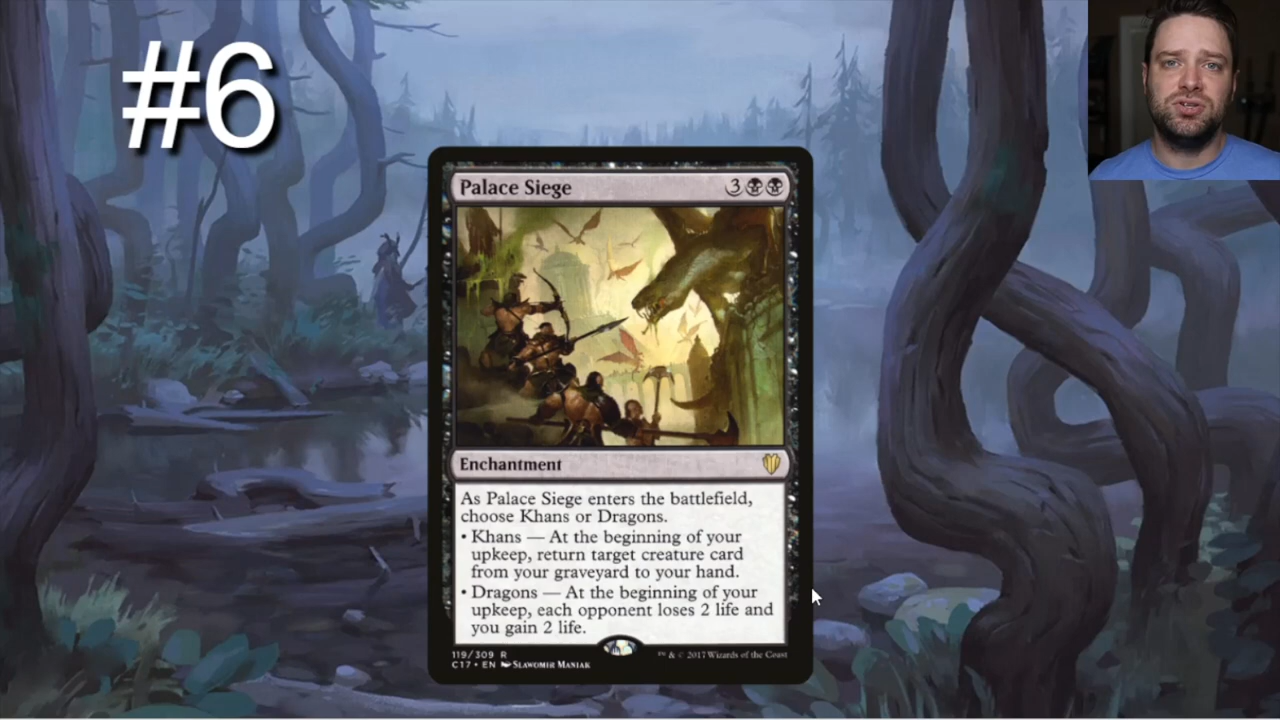 #6
Palace Siege 3
Enchantment
As Palace Siege enters the battlefield,
choose Khans or Dragons.
• Khans — At the beginning of your
upkeep, return target creature card
from your graveyard to your hand.
• Dragons — At the beginning of your
upkeep, each opponent loses 2 life and
you gain 2 life.
119/309 R
C17 • EN SLAWOMIR MANIAK
™ & © 2017 Wizards of the Coast